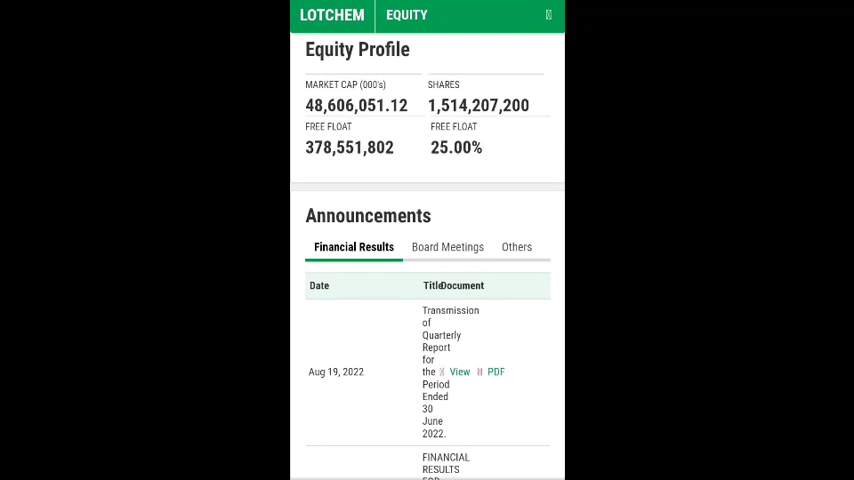 LOTCHEM EQUITY
Equity Profile
MARKET CAP (000's) SHARES
48,606,051.12 1,514,207,200
FREE FLOAT FREE FLOAT
378,551,802 25.00%
Announcements
Financial Results Board Meetings Others
Date Title Document
Transmission
of
Quarterly
Report
for
Aug 19, 2022 the View PDF
Period
Ended
30
June
2022.
FINANCIAL
RESULTS
FOR